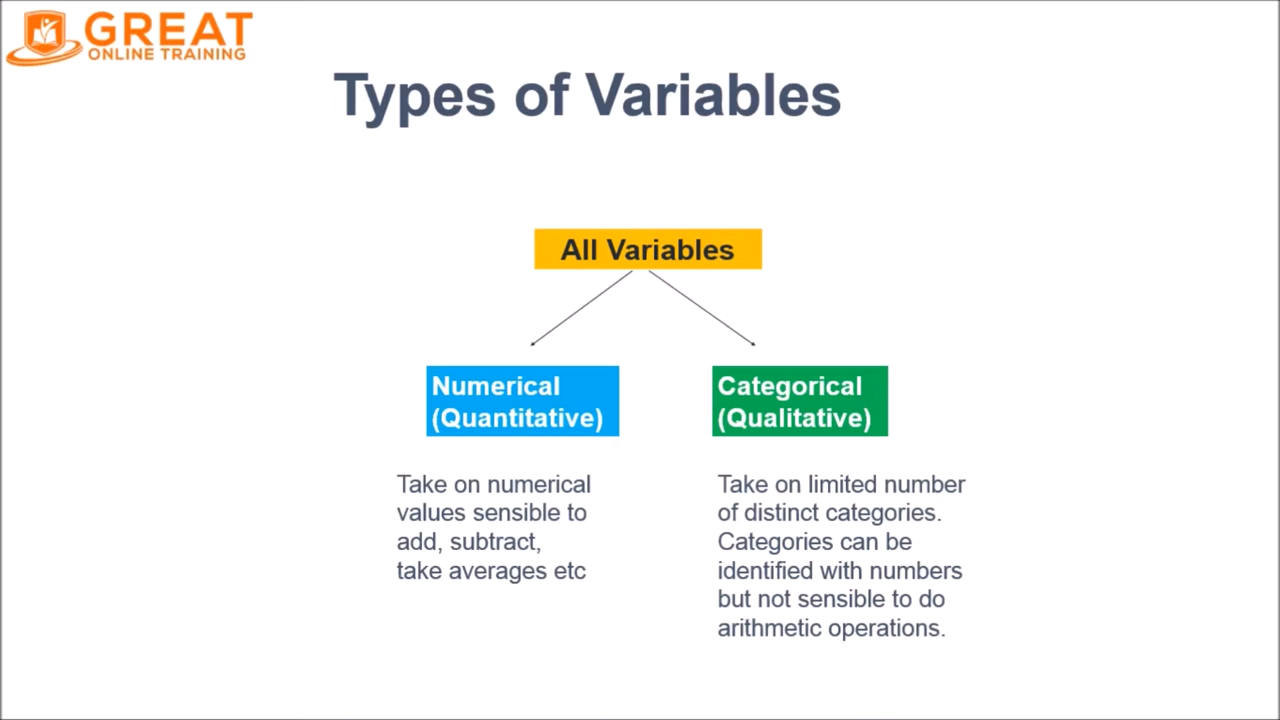 GREAT
ONLINE TRAINING
Types of Variables
All Variables
Numerical
(Quantitative)
Categorical
(Qualitative)
Take on numerical
values sensible to
add, subtract,
take averages etc
Take on limited number
of distinct categories.
Categories can be
identified with numbers
but not sensible to do
arithmetic operations.